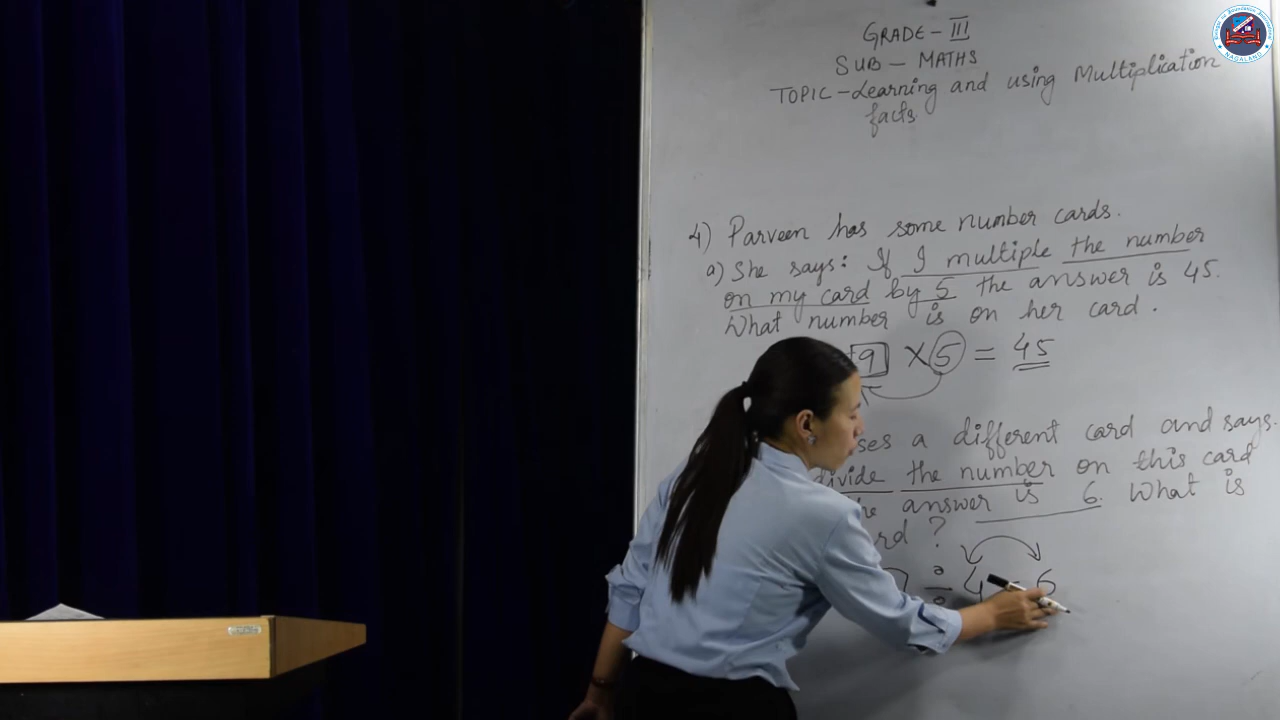 GRADE - III
SUB - MATHS
TOPIC - Learning and using Multiplication
facts
4) Parveen has some number cards.
a) She says: If I multiple the number
on my card by 5 the answer is 45.
What number is on her card.
9 × 5 = 45
ses a different card and says.
divide the number on this card
the answer is 6. What is
rd ?
÷ 4 6
NAGALAND